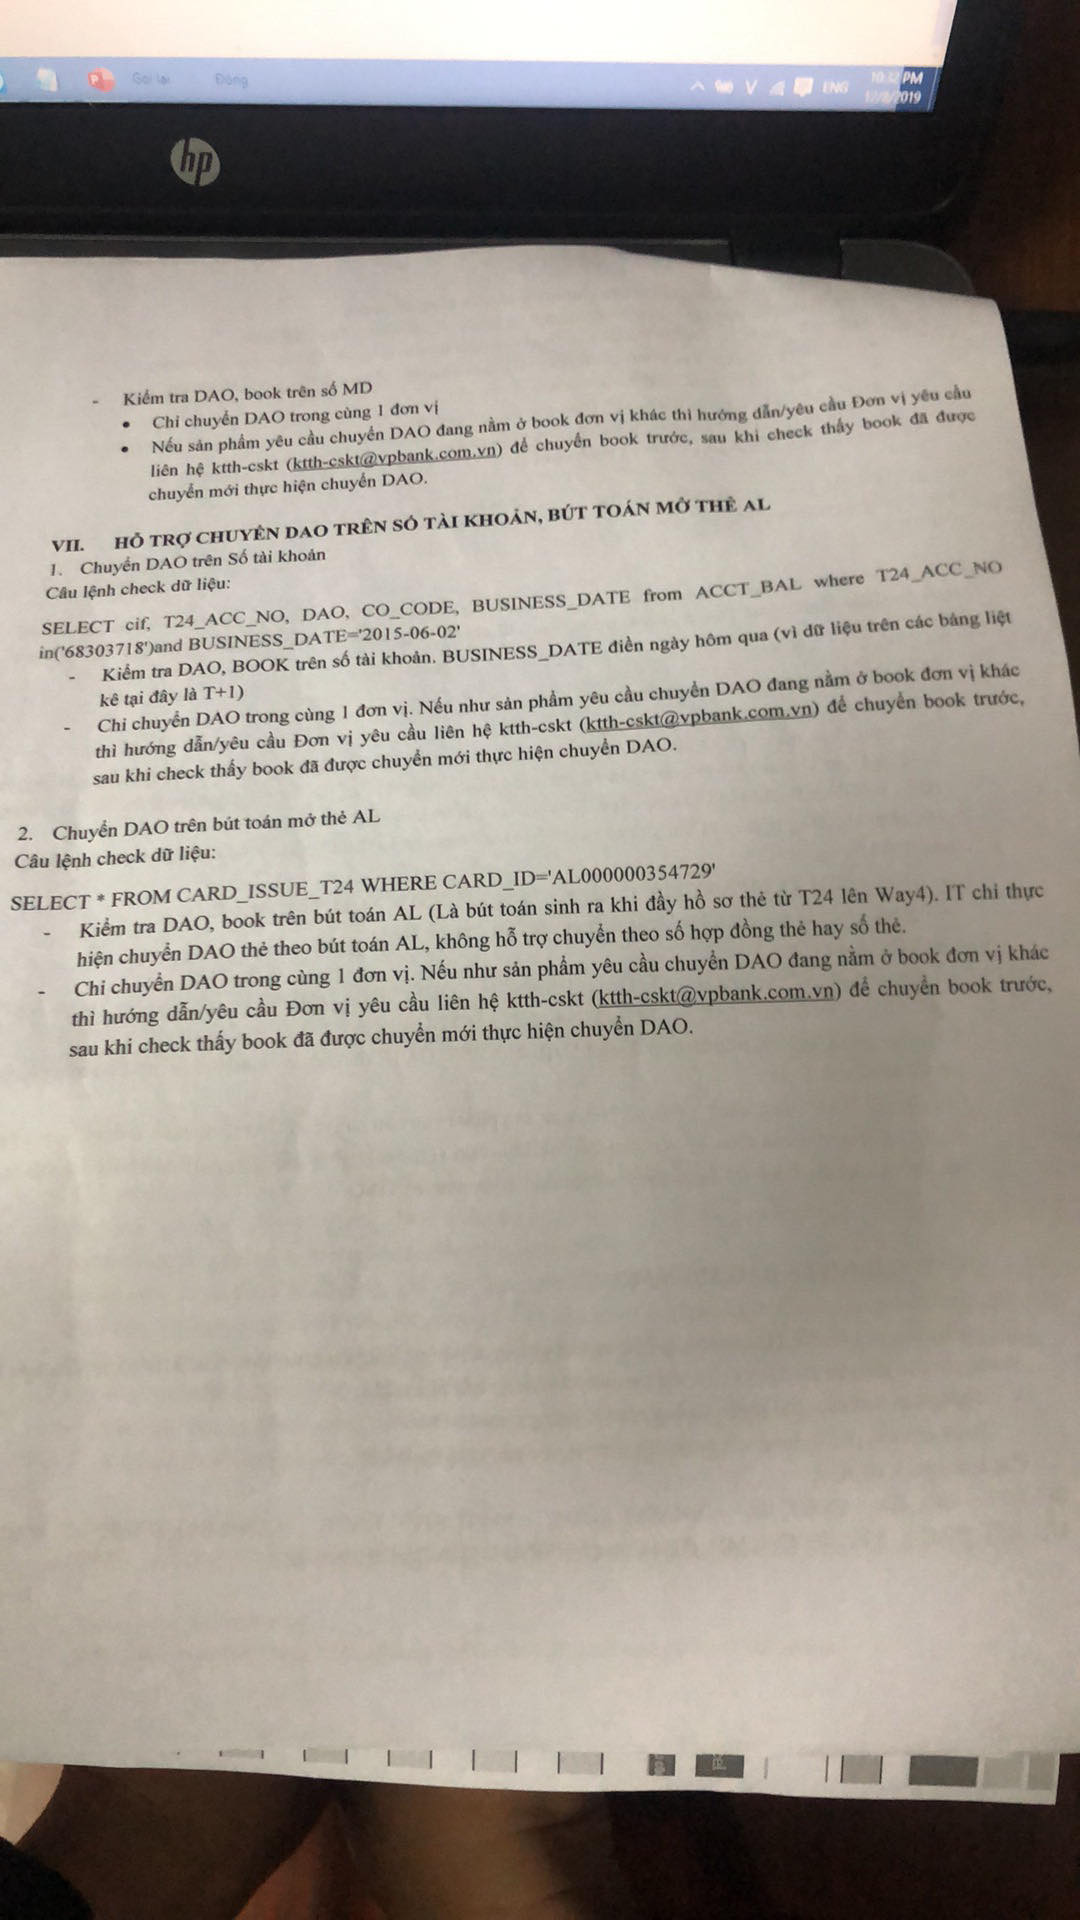 Gọi lại Đóng
ENG
PM
hp
- Kiểm tra DAO, book trên số MD
• Chỉ chuyển DAO trong cùng 1 đơn vị
• Nếu sản phẩm yêu cầu chuyển DAO đang nằm ở book đơn vị khác thì hướng dẫn/yêu cầu Đơn vị yêu cầu
liên hệ ktth-cskt (ktth-cskt@vpbank.com.vn) để chuyển book trước, sau khi check thấy book đã được
chuyển mới thực hiện chuyển DAO.
VII. HỖ TRỢ CHUYỂN DAO TRÊN SỐ TÀI KHOẢN, BÚT TOÁN MỞ THẺ AL
1. Chuyển DAO trên Số tài khoản
Câu lệnh check dữ liệu:
SELECT cif, T24_ACC_NO, DAO, CO_CODE, BUSINESS_DATE from ACCT_BAL where T24_ACC_NO
in('68303718')and BUSINESS_DATE='2015-06-02'
- Kiểm tra DAO, BOOK trên số tài khoản. BUSINESS_DATE điền ngày hôm qua (vì dữ liệu trên các bảng liệt
kê tại đây là T+1)
- Chỉ chuyển DAO trong cùng 1 đơn vị. Nếu như sản phẩm yêu cầu chuyển DAO đang nằm ở book đơn vị khác
thì hướng dẫn/yêu cầu Đơn vị yêu cầu liên hệ ktth-cskt (ktth-cskt@vpbank.com.vn) để chuyển book trước,
sau khi check thấy book đã được chuyển mới thực hiện chuyển DAO.
2. Chuyển DAO trên bút toán mở thẻ AL
Câu lệnh check dữ liệu:
SELECT * FROM CARD_ISSUE_T24 WHERE CARD_ID='AL000000354729'
- Kiểm tra DAO, book trên bút toán AL (Là bút toán sinh ra khi đầy hồ sơ thẻ từ T24 lên Way4). IT chỉ thực
hiện chuyển DAO thẻ theo bút toán AL, không hỗ trợ chuyển theo số hợp đồng thẻ hay số thẻ.
- Chỉ chuyển DAO trong cùng 1 đơn vị. Nếu như sản phẩm yêu cầu chuyển DAO đang nằm ở book đơn vị khác
thì hướng dẫn/yêu cầu Đơn vị yêu cầu liên hệ ktth-cskt (ktth-cskt@vpbank.com.vn) để chuyển book trước,
sau khi check thấy book đã được chuyển mới thực hiện chuyển DAO.